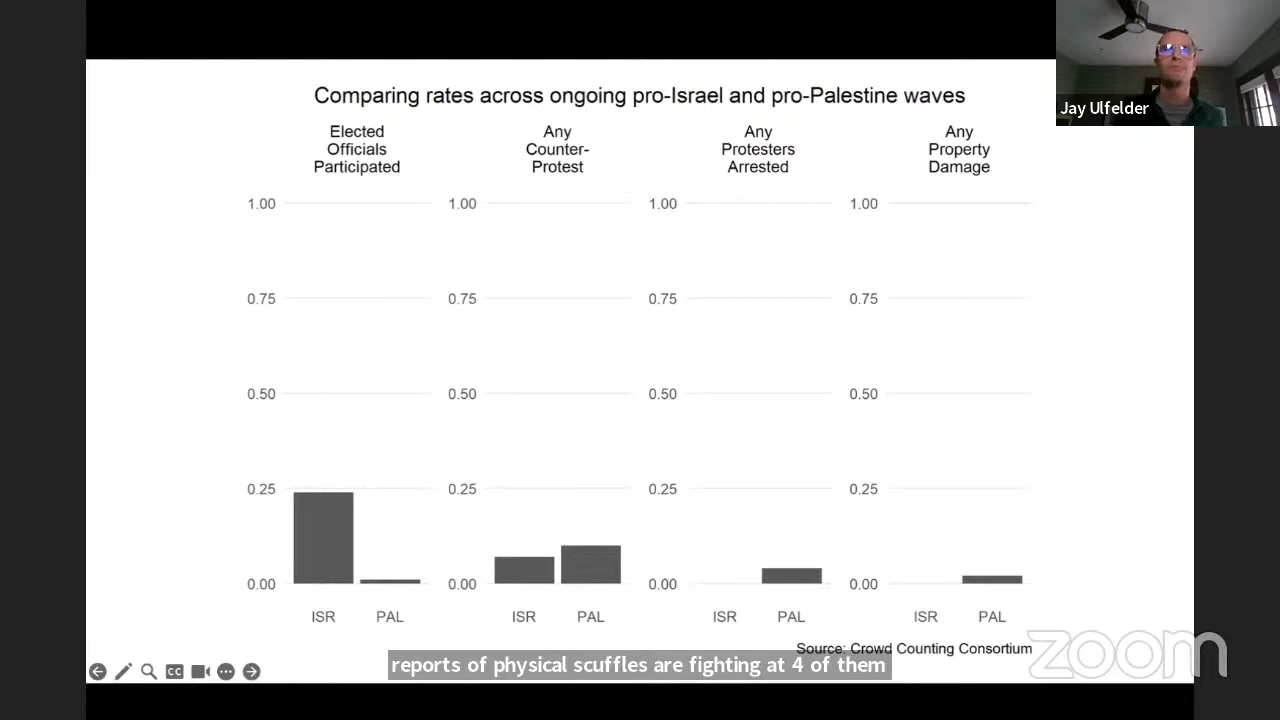 Jay Ulfelder
Comparing rates across ongoing pro-Israel and pro-Palestine waves
Elected
Officials
Participated
Any
Counter-
Protest
Any
Protesters
Arrested
Any
Property
Damage
1.00
1.00
1.00
1.00
0.75
0.75
0.75
0.75
0.50
0.50
0.50
0.50
0.25
0.25
0.25
0.25
0.00
0.00
0.00
0.00
ISR
PAL
ISR
PAL
ISR
PAL
ISR
PAL
Source: Crowd Counting Consortium
reports of physical scuffles are fighting at 4 of them
CC
zoom